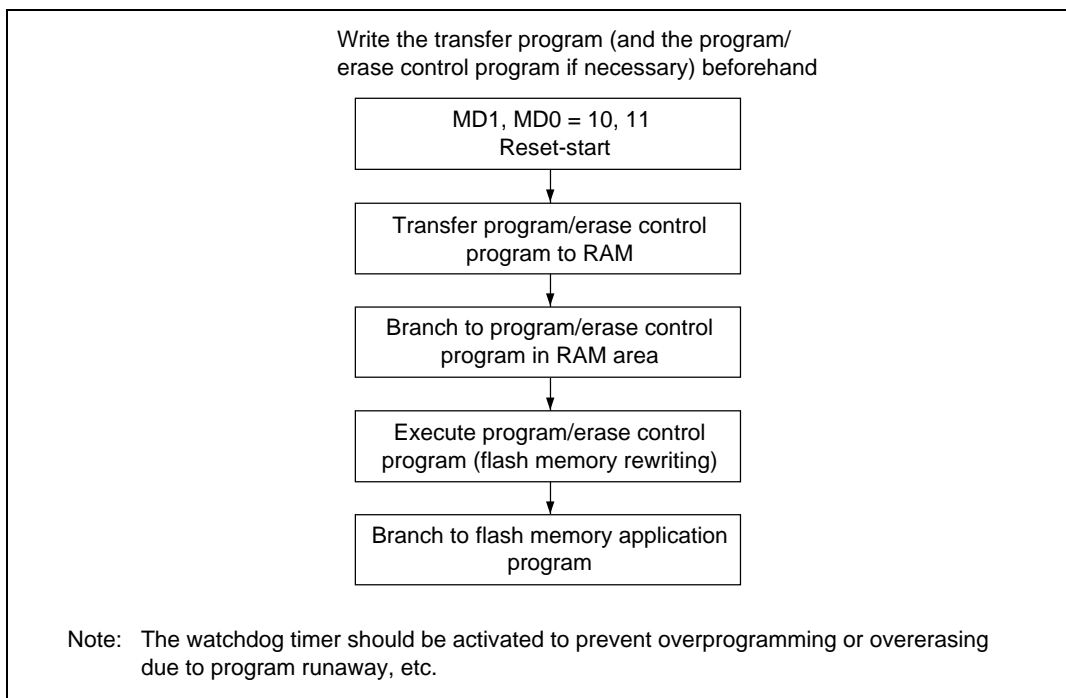 Write the transfer program (and the program/
erase control program if necessary) beforehand
MD1, MD0 = 10, 11
Reset-start
Transfer program/erase control
program to RAM
Branch to program/erase control
program in RAM area
Execute program/erase control
program (flash memory rewriting)
Branch to flash memory application
program
Note: The watchdog timer should be activated to prevent overprogramming or overerasing
due to program runaway, etc.